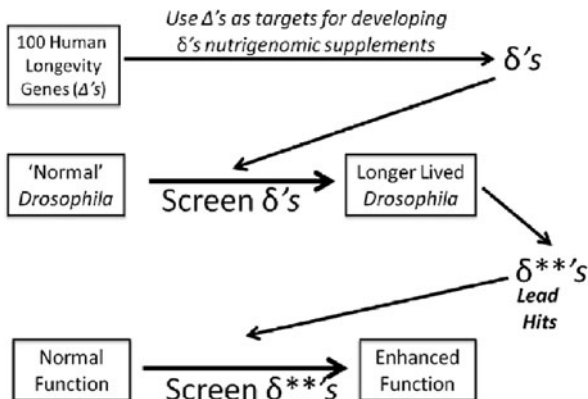 100 Human
Longevity
Genes (Δ's)
Use Δ's as targets for developing
δ's nutrigenomic supplements
δ's
'Normal'
Drosophila
Screen δ's
Longer Lived
Drosophila
δ**'s
Lead
Hits
Normal
Function
Screen δ**'s
Enhanced
Function